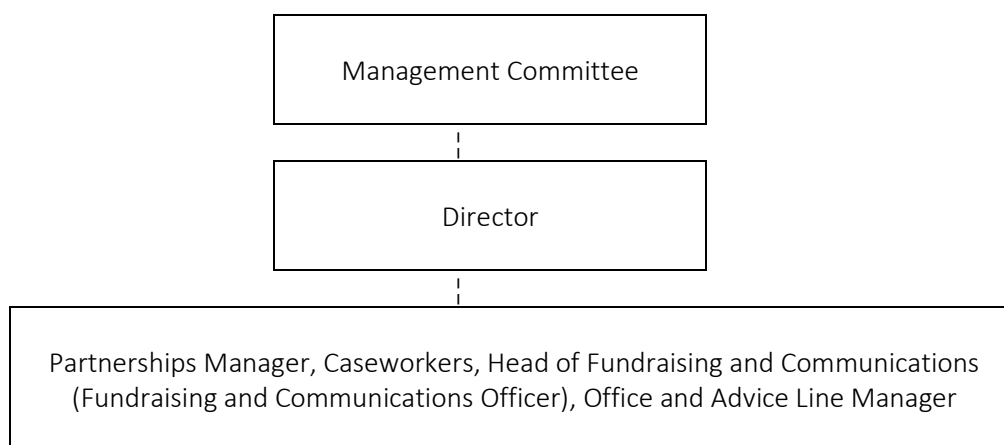 Management Committee
Director
Partnerships Manager, Caseworkers, Head of Fundraising and Communications
(Fundraising and Communications Officer), Office and Advice Line Manager